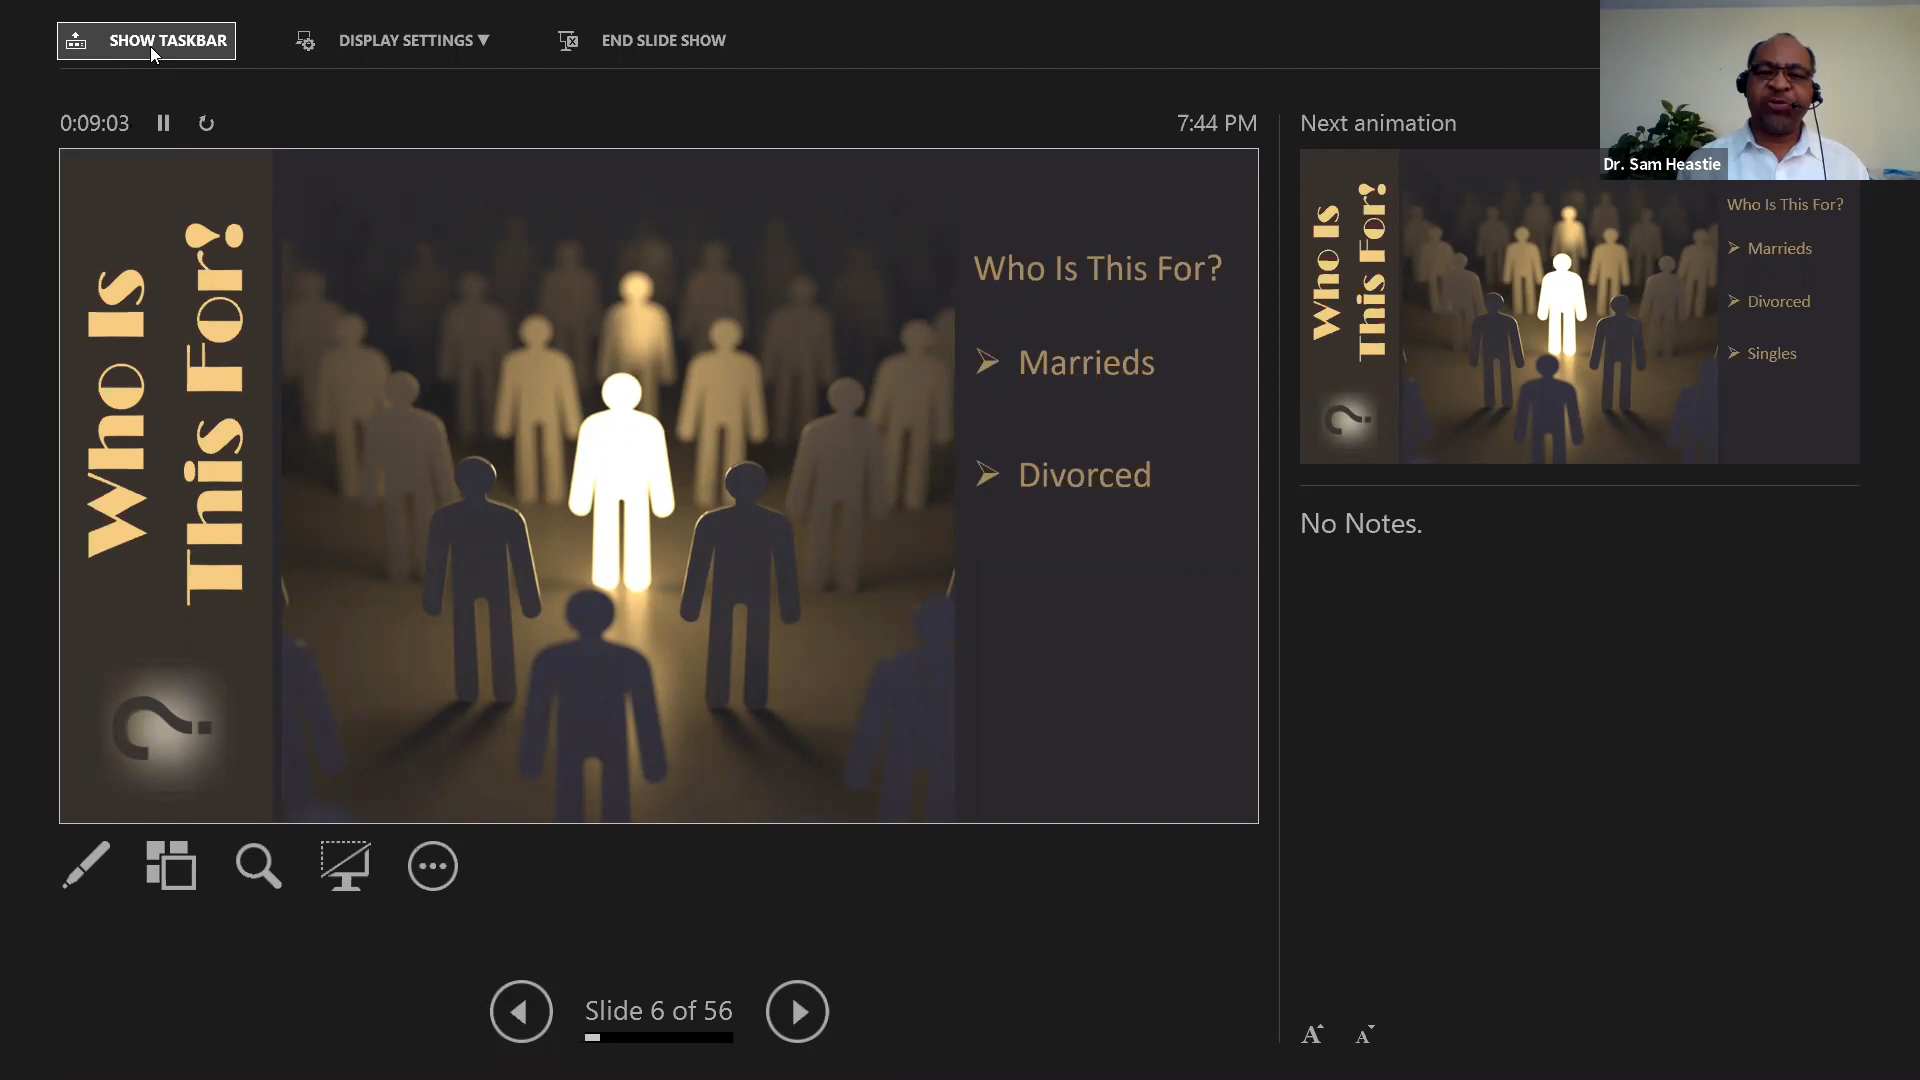 SHOW TASKBAR
DISPLAY SETTINGS ▼
END SLIDE SHOW
0:09:03
7:44 PM
Who Is
This For?
?
Who Is This For?
➢ Marrieds
➢ Divorced
Next animation
Dr. Sam Heastie
Who Is
This For?
?
Who Is This For?
➢ Marrieds
➢ Divorced
➢ Singles
No Notes.
Slide 6 of 56
A A